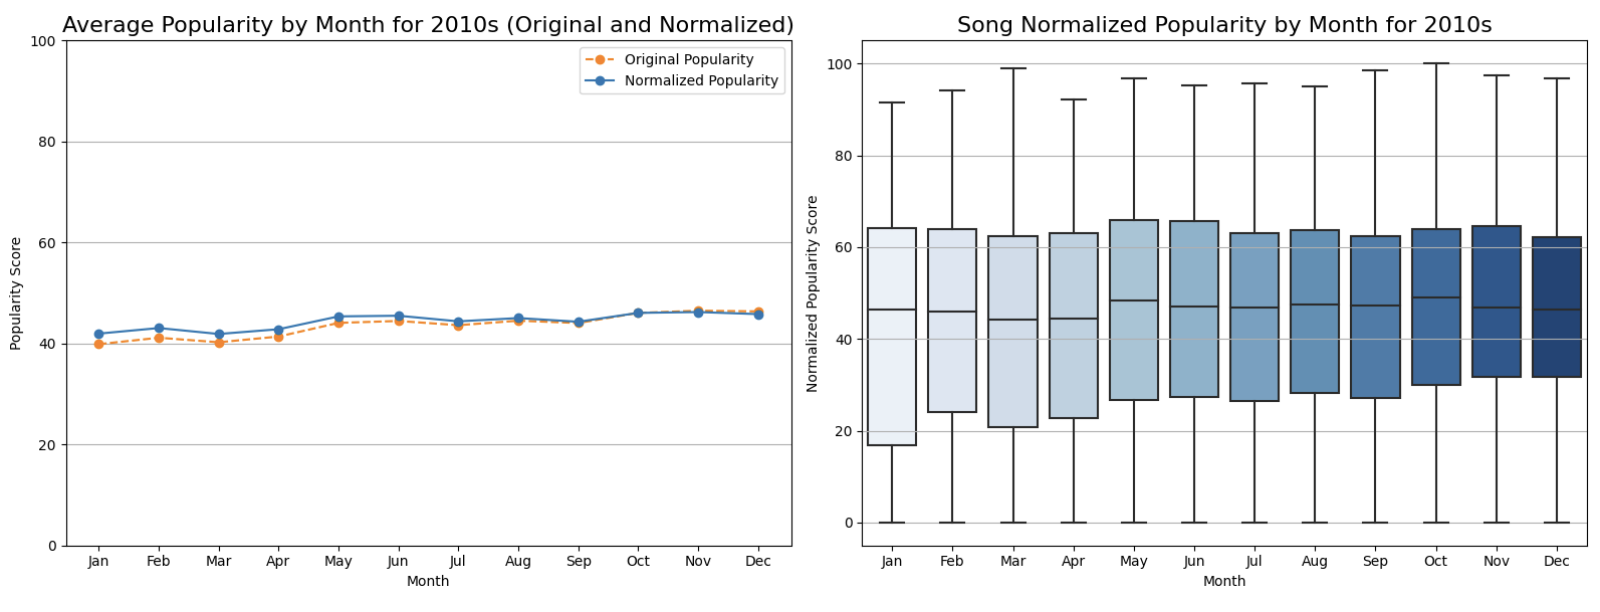 Average Popularity by Month for 2010s (Original and Normalized)
100
80
60
40
20
0
Popularity Score
Original Popularity
Normalized Popularity
Jan Feb Mar Apr May Jun Jul Aug Sep Oct Nov Dec
Month
Song Normalized Popularity by Month for 2010s
100
80
60
40
20
0
Normalized Popularity Score
Jan Feb Mar Apr May Jun Jul Aug Sep Oct Nov Dec
Month